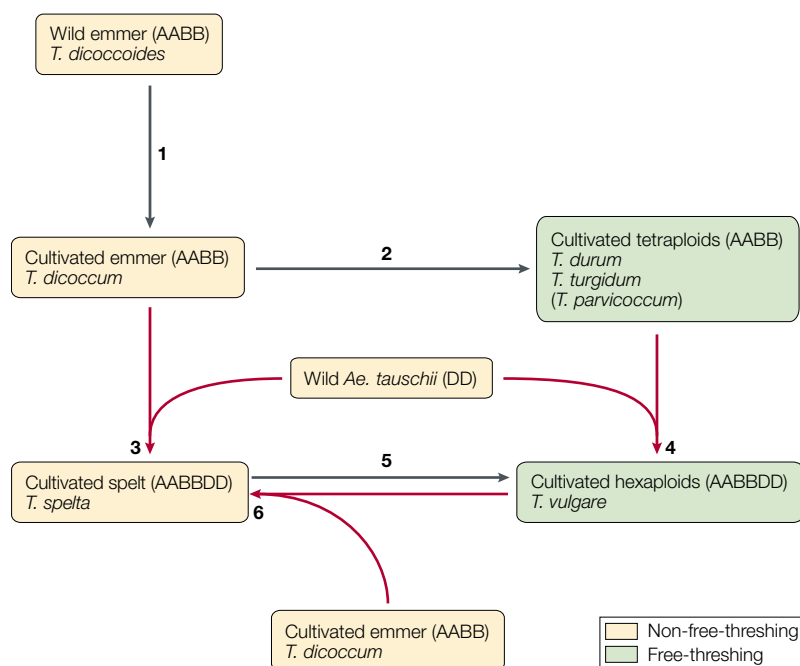 Wild emmer (AABB)
T. dicoccoides
1
Cultivated emmer (AABB)
T. dicoccum
2
Cultivated tetraploids (AABB)
T. durum
T. turgidum
(T. parvicoccum)
Wild Ae. tauschii (DD)
3
4
Cultivated spelt (AABBDD)
T. spelta
5
6
Cultivated hexaploids (AABBDD)
T. vulgare
Cultivated emmer (AABB)
T. dicoccum
Non-free-threshing
Free-threshing